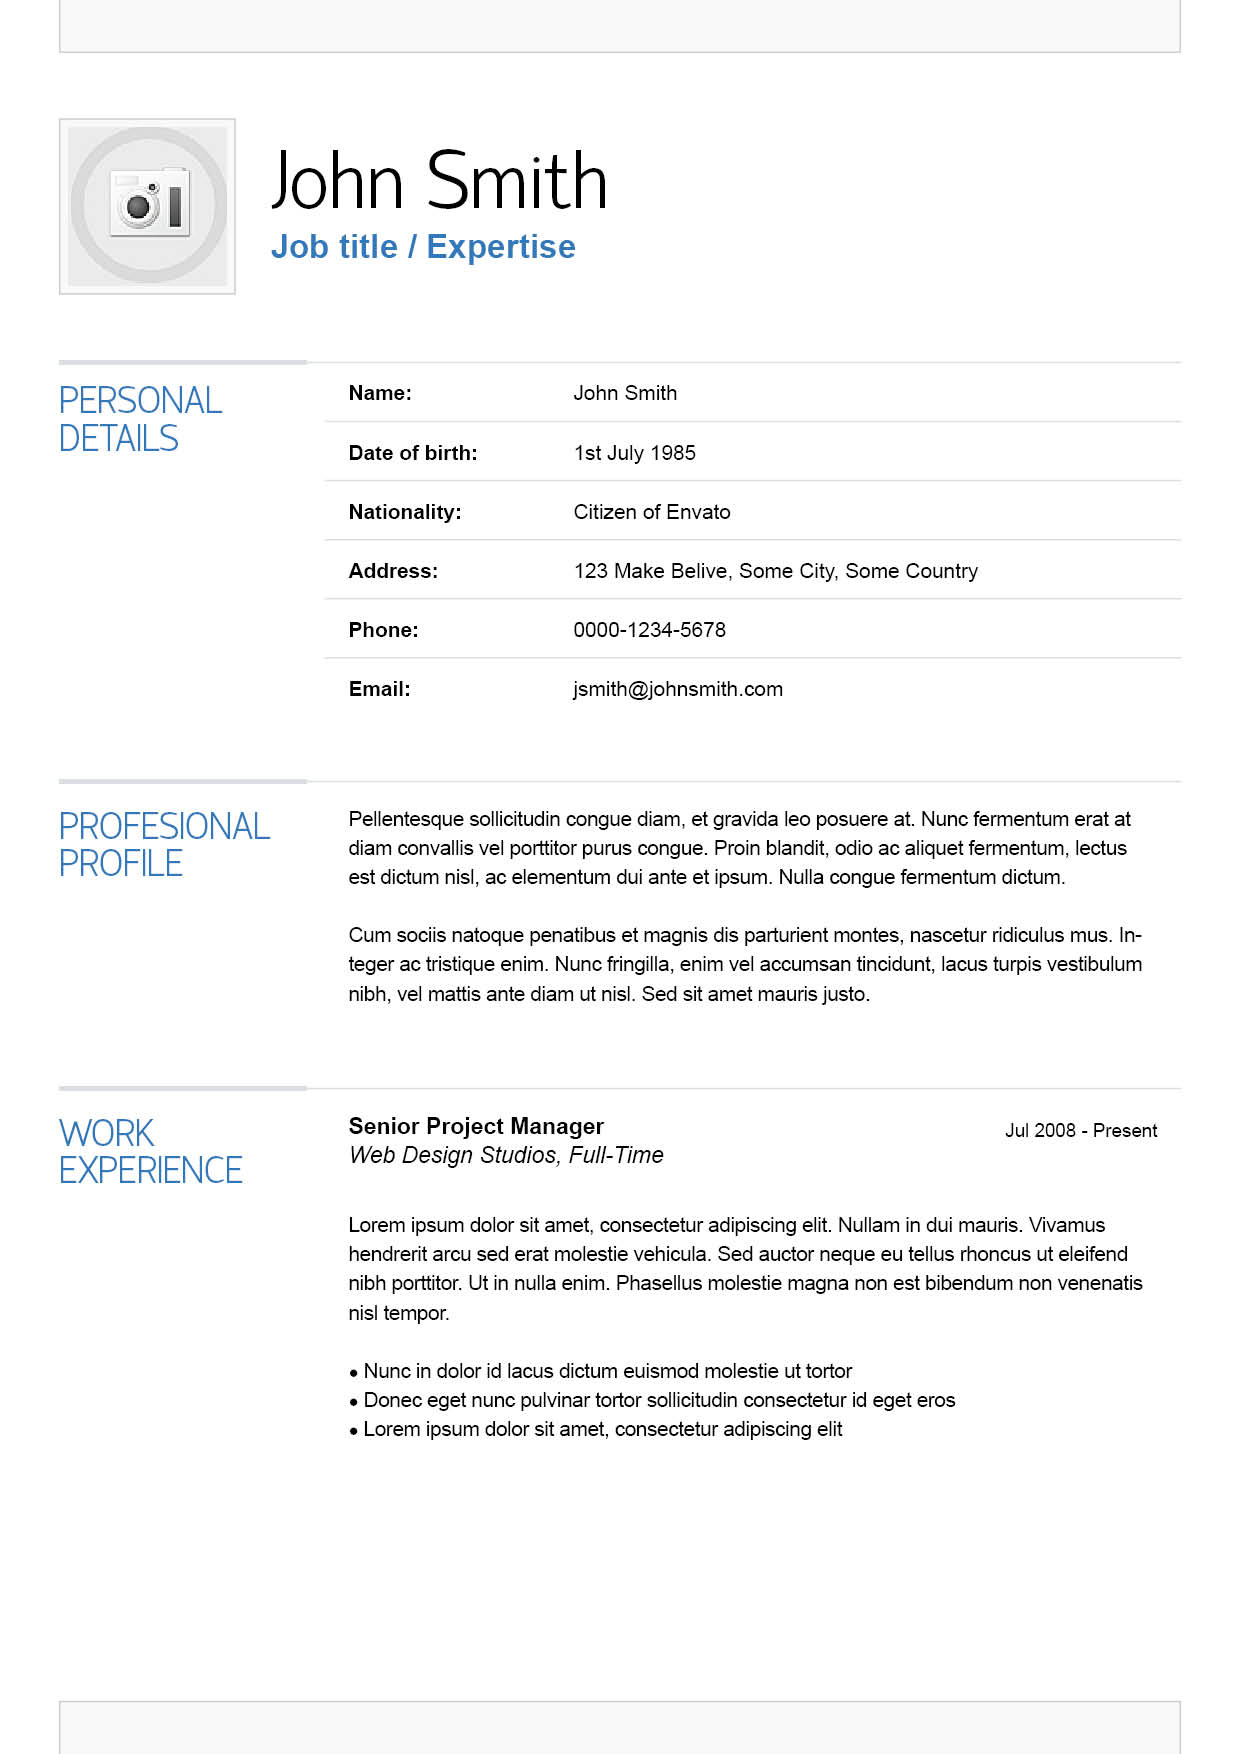 John Smith
Job title / Expertise
PERSONAL
DETAILS
Name: John Smith
Date of birth: 1st July 1985
Nationality: Citizen of Envato
Address: 123 Make Belive, Some City, Some Country
Phone: 0000-1234-5678
Email: jsmith@johnsmith.com
PROFESIONAL
PROFILE
Pellentesque sollicitudin congue diam, et gravida leo posuere at. Nunc fermentum erat at
diam convallis vel porttitor purus congue. Proin blandit, odio ac aliquet fermentum, lectus
est dictum nisl, ac elementum dui ante et ipsum. Nulla congue fermentum dictum.
Cum sociis natoque penatibus et magnis dis parturient montes, nascetur ridiculus mus. In-
teger ac tristique enim. Nunc fringilla, enim vel accumsan tincidunt, lacus turpis vestibulum
nibh, vel mattis ante diam ut nisl. Sed sit amet mauris justo.
WORK
EXPERIENCE
Senior Project Manager
Jul 2008 - Present
Web Design Studios, Full-Time
Lorem ipsum dolor sit amet, consectetur adipiscing elit. Nullam in dui mauris. Vivamus
hendrerit arcu sed erat molestie vehicula. Sed auctor neque eu tellus rhoncus ut eleifend
nibh porttitor. Ut in nulla enim. Phasellus molestie magna non est bibendum non venenatis
nisl tempor.
• Nunc in dolor id lacus dictum euismod molestie ut tortor
• Donec eget nunc pulvinar tortor sollicitudin consectetur id eget eros
• Lorem ipsum dolor sit amet, consectetur adipiscing elit